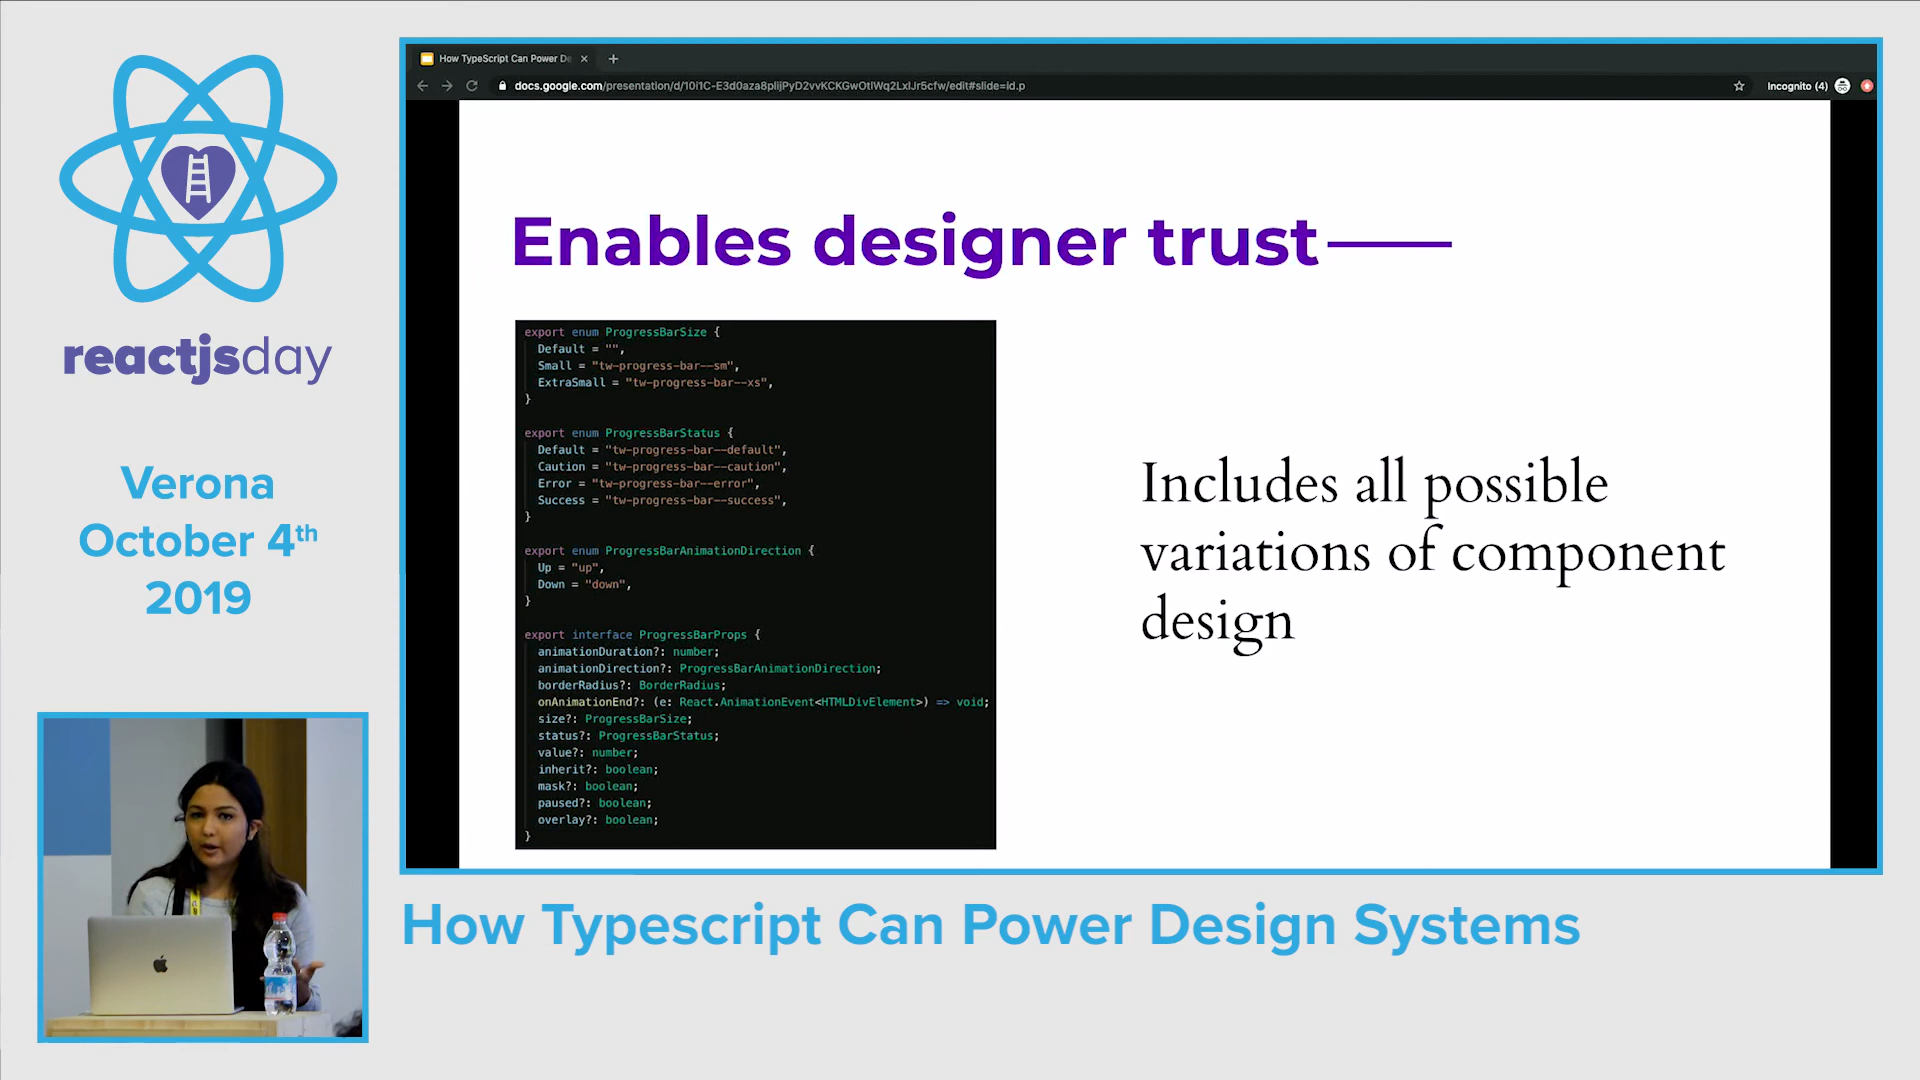 reactjsday
Verona
October 4th
2019
How TypeScript Can Power De
docs.google.com/presentation/d/10i1C-E3d0aza8plijPyD2vvKCKGwOtlWq2LxlJr5cfw/edit#slide=id.p
Incognito (4)
Enables designer trust
export enum ProgressBarSize {
Default = "",
Small = "tw-progress-bar--sm",
ExtraSmall = "tw-progress-bar--xs",
}
export enum ProgressBarStatus {
Default = "tw-progress-bar--default",
Caution = "tw-progress-bar--caution",
Error = "tw-progress-bar--error",
Success = "tw-progress-bar--success",
}
export enum ProgressBarAnimationDirection {
Up = "up",
Down = "down",
}
export interface ProgressBarProps {
animationDuration?: number;
animationDirection?: ProgressBarAnimationDirection;
borderRadius?: BorderRadius;
onAnimationEnd?: (e: React.AnimationEvent<HTMLDivElement>) => void;
size?: ProgressBarSize;
status?: ProgressBarStatus;
value?: number;
inherit?: boolean;
mask?: boolean;
paused?: boolean;
overlay?: boolean;
}
Includes all possible
variations of component
design
How Typescript Can Power Design Systems